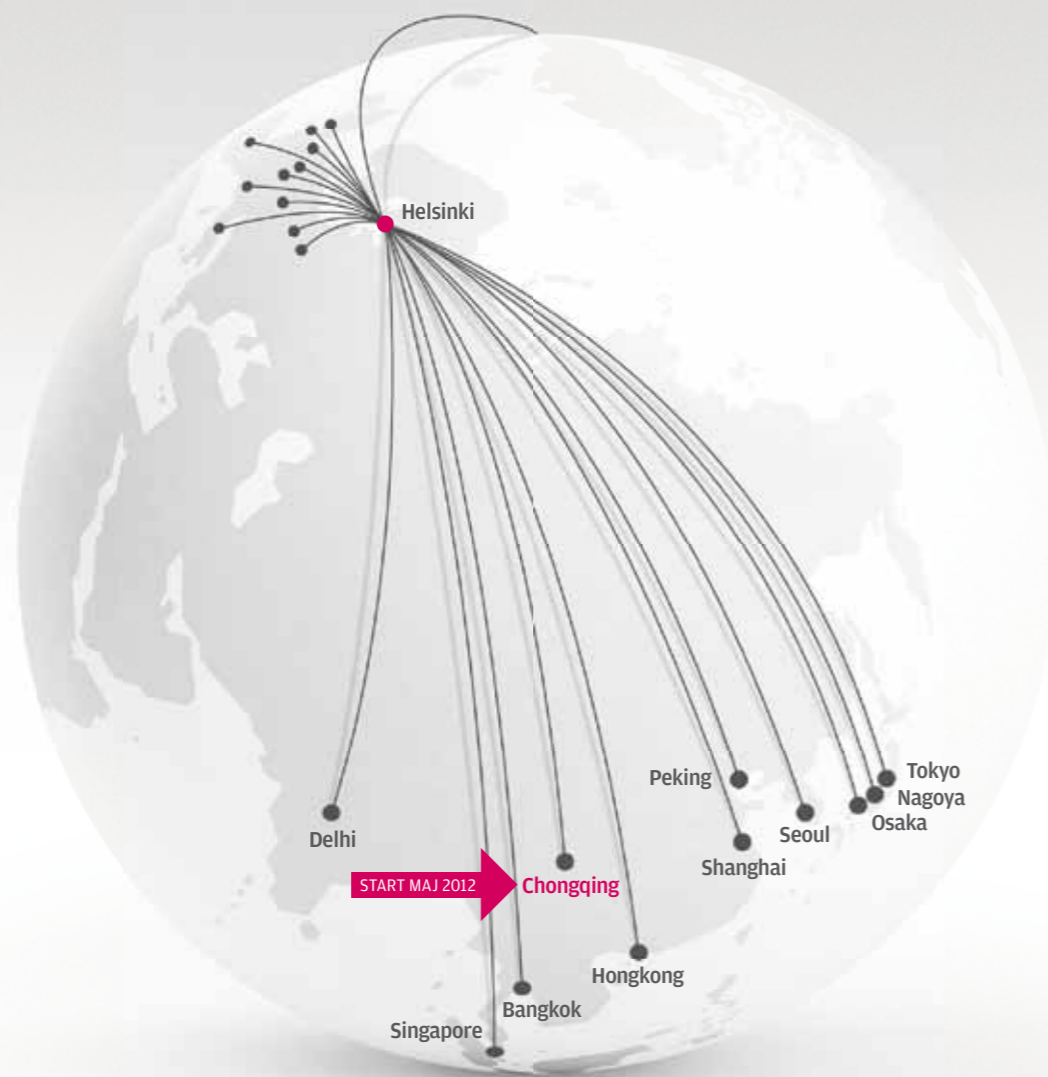 Helsinki
Peking
Tokyo
Nagoya
Osaka
Seoul
Delhi
Shanghai
START MAJ 2012
Chongqing
Hongkong
Bangkok
Singapore